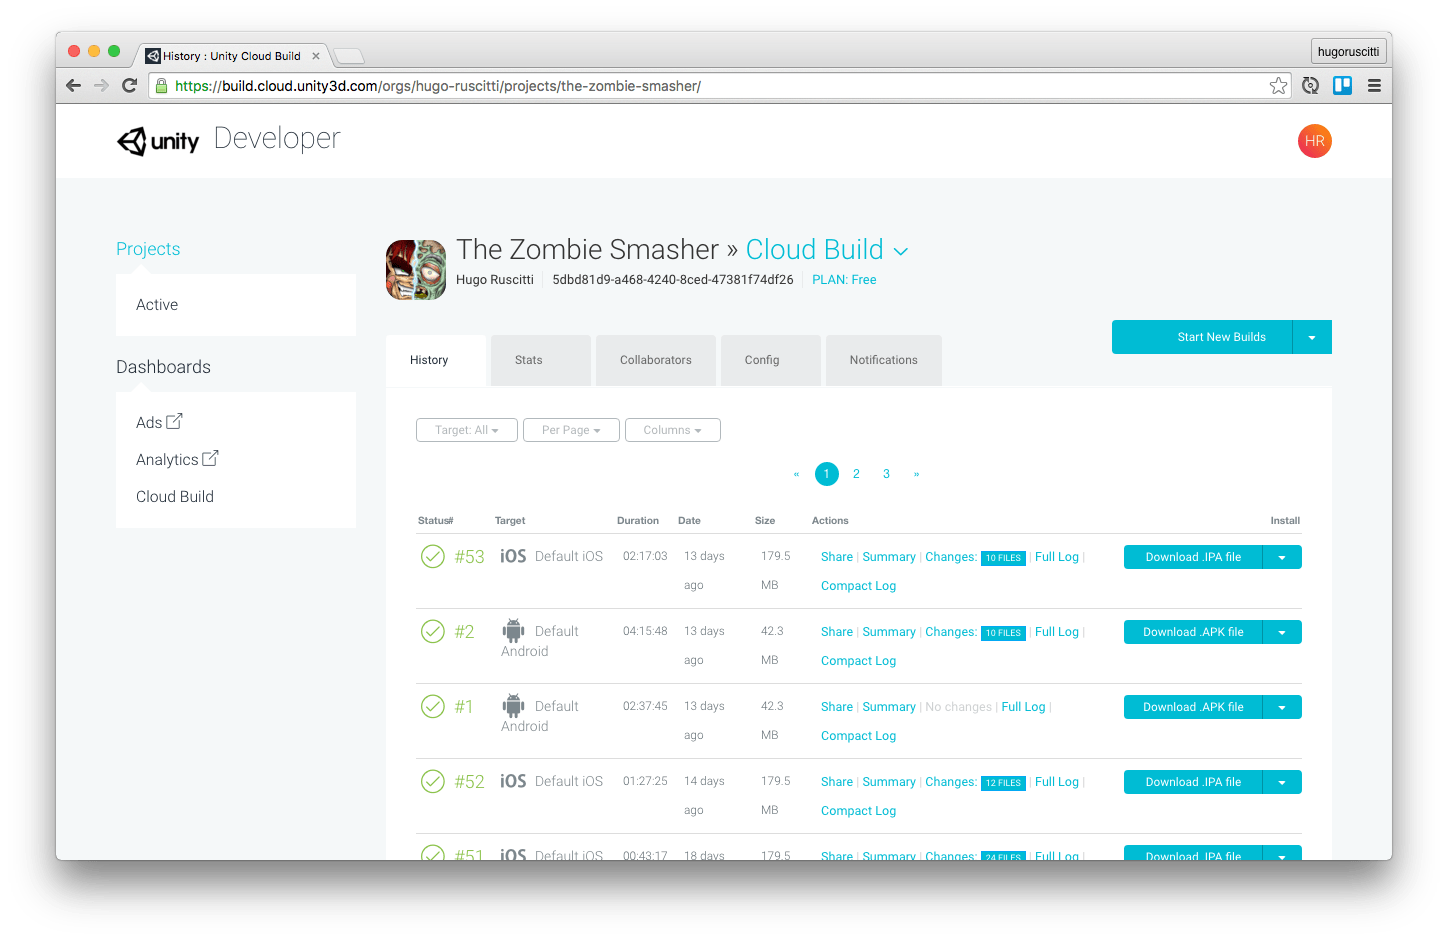 History : Unity Cloud Build
hugoruscitti
https://build.cloud.unity3d.com/orgs/hugo-ruscitti/projects/the-zombie-smasher/
unity Developer
HR
Projects
Active
Dashboards
Ads
Analytics
Cloud Build
The Zombie Smasher » Cloud Build
Hugo Ruscitti 5dbd81d9-a468-4240-8ced-47381f74df26 PLAN: Free
Start New Builds
History Stats Collaborators Config Notifications
Target: All Per Page Columns
« 1 2 3 »
Status# Target Duration Date Size Actions Install
#53 iOS Default iOS 02:17:03 13 days 179.5 Share | Summary | Changes: 10 FILES | Full Log | Download .IPA file
ago MB Compact Log
#2 Default 04:15:48 13 days 42.3 Share | Summary | Changes: 10 FILES | Full Log | Download .APK file
Android ago MB Compact Log
#1 Default 02:37:45 13 days 42.3 Share | Summary | No changes | Full Log | Download .APK file
Android ago MB Compact Log
#52 iOS Default iOS 01:27:25 14 days 179.5 Share | Summary | Changes: 12 FILES | Full Log | Download .IPA file
ago MB Compact Log
#51 iOS Default iOS 00:43:17 18 days 179.5 Share | Summary | Changes: 24 FILES | Full Log | Download .IPA file